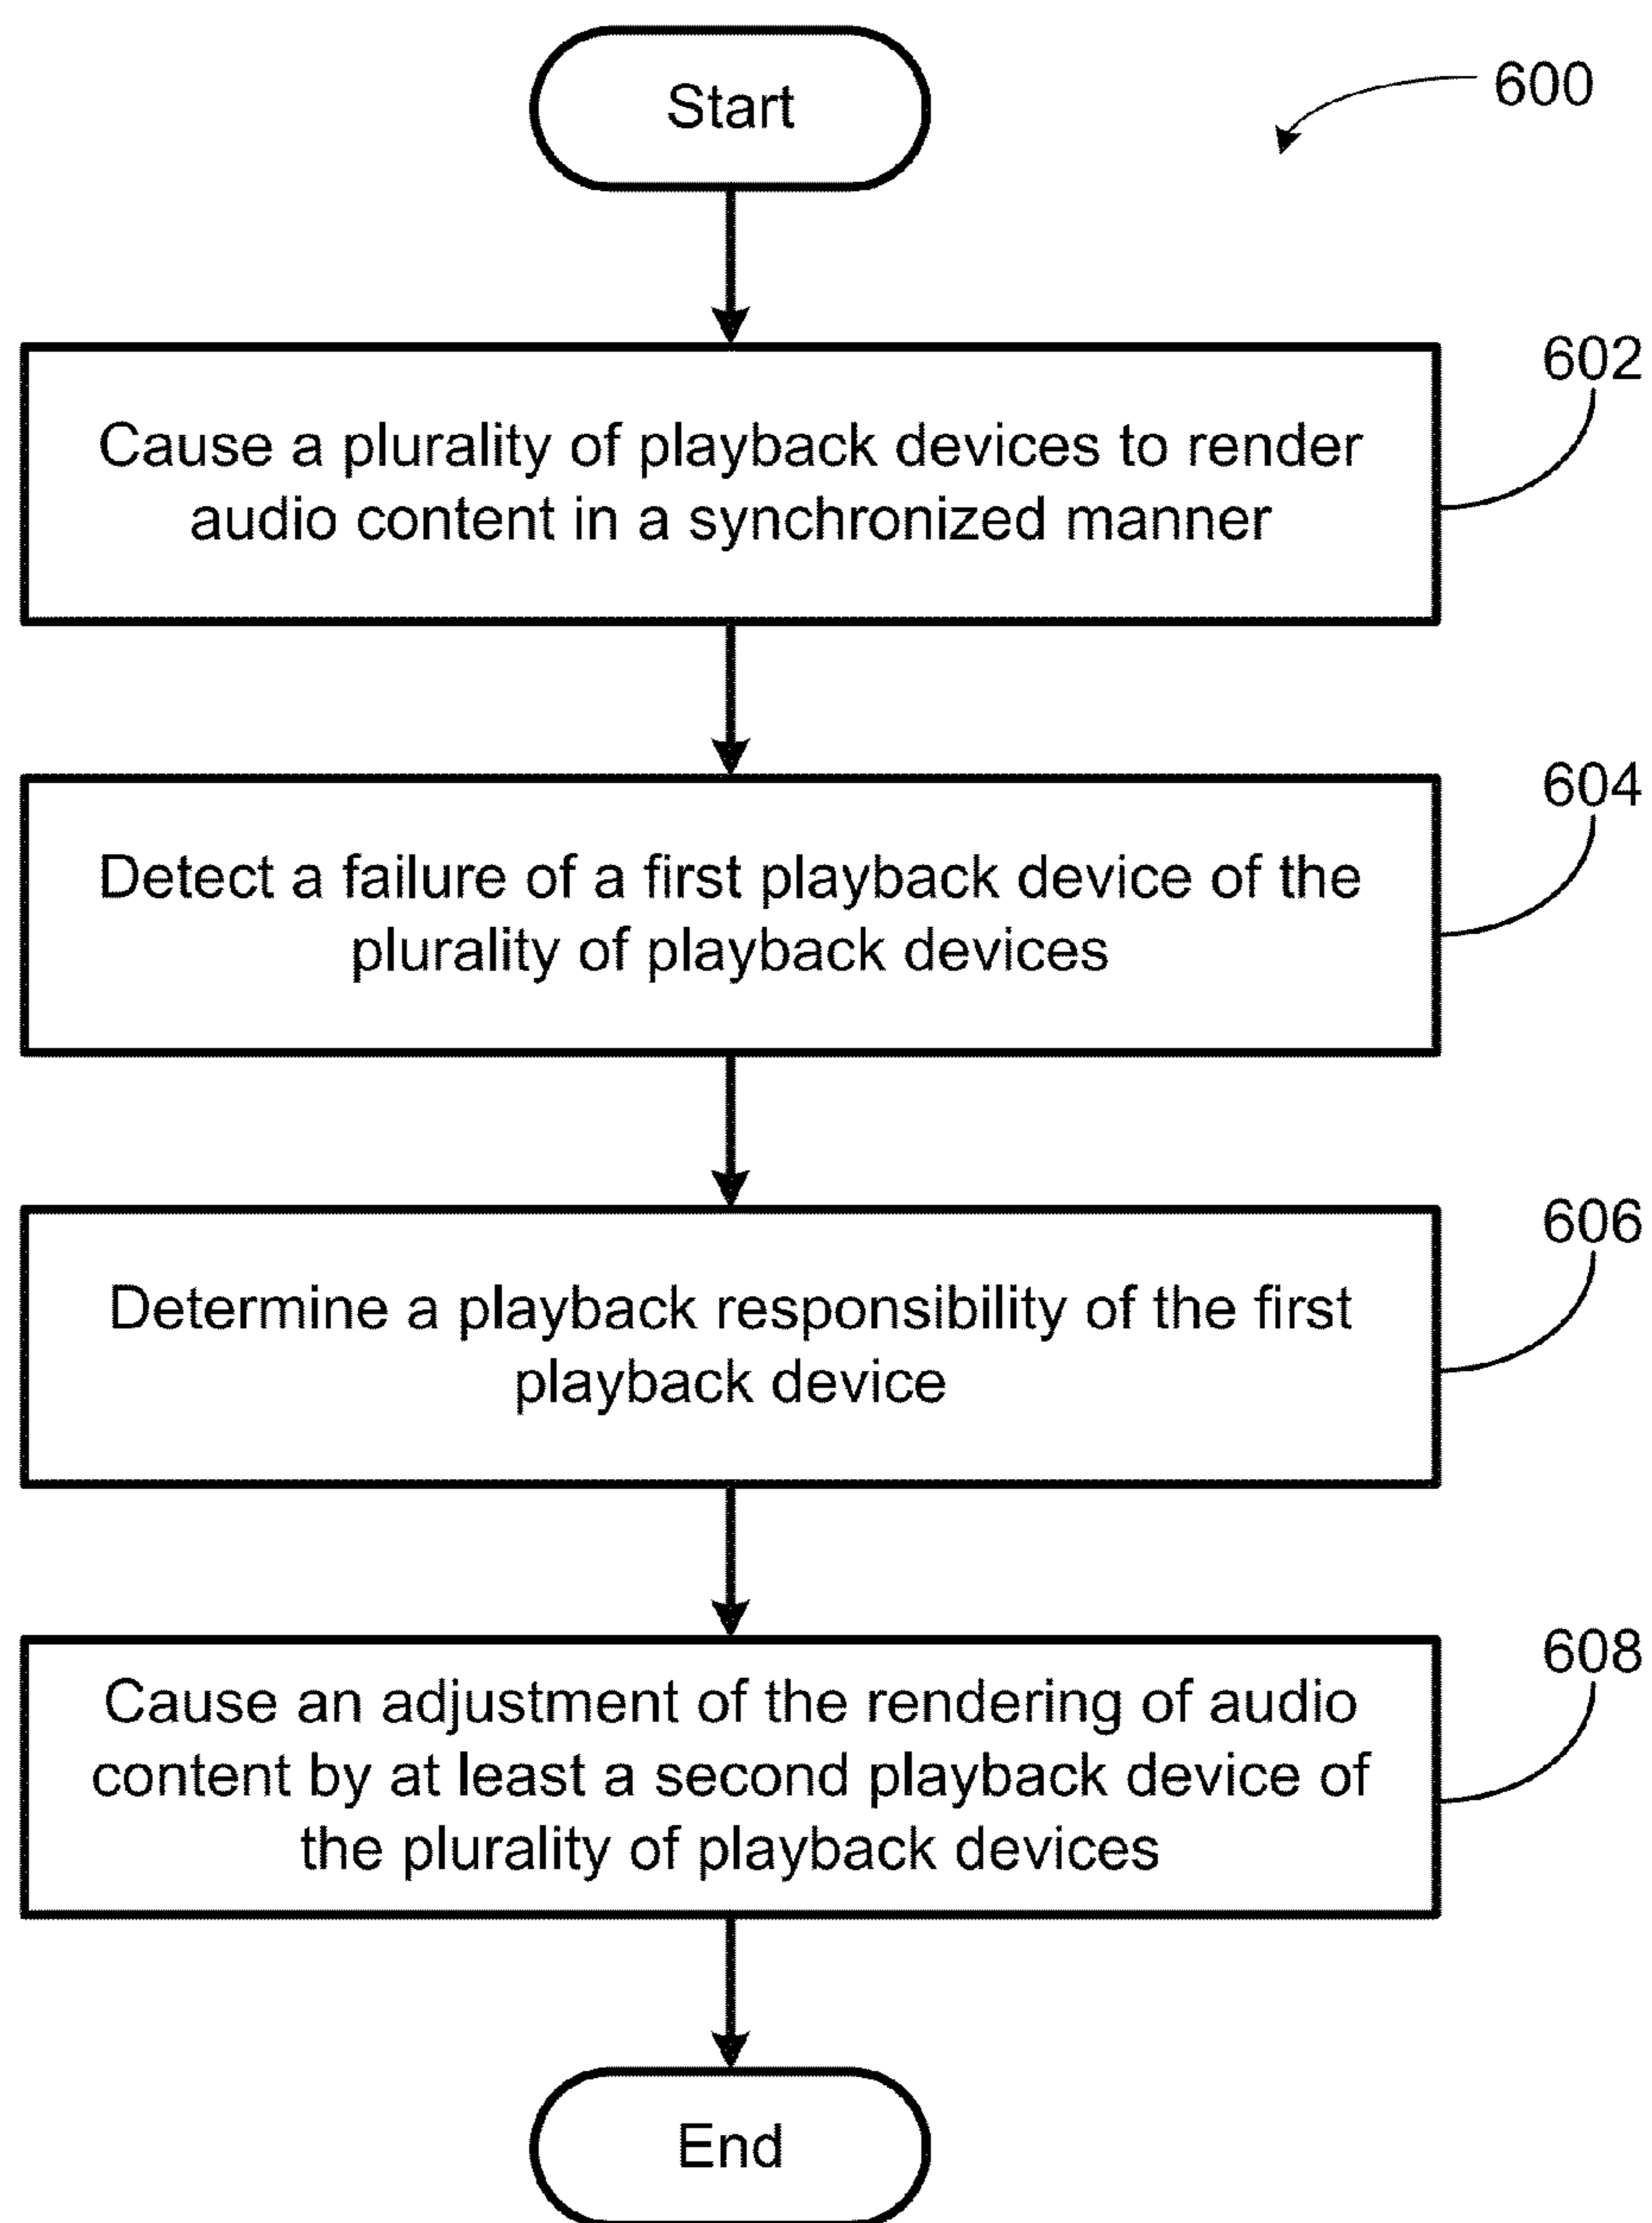 Start
600
602
Cause a plurality of playback devices to render
audio content in a synchronized manner
604
Detect a failure of a first playback device of the
plurality of playback devices
606
Determine a playback responsibility of the first
playback device
608
Cause an adjustment of the rendering of audio
content by at least a second playback device of
the plurality of playback devices
End